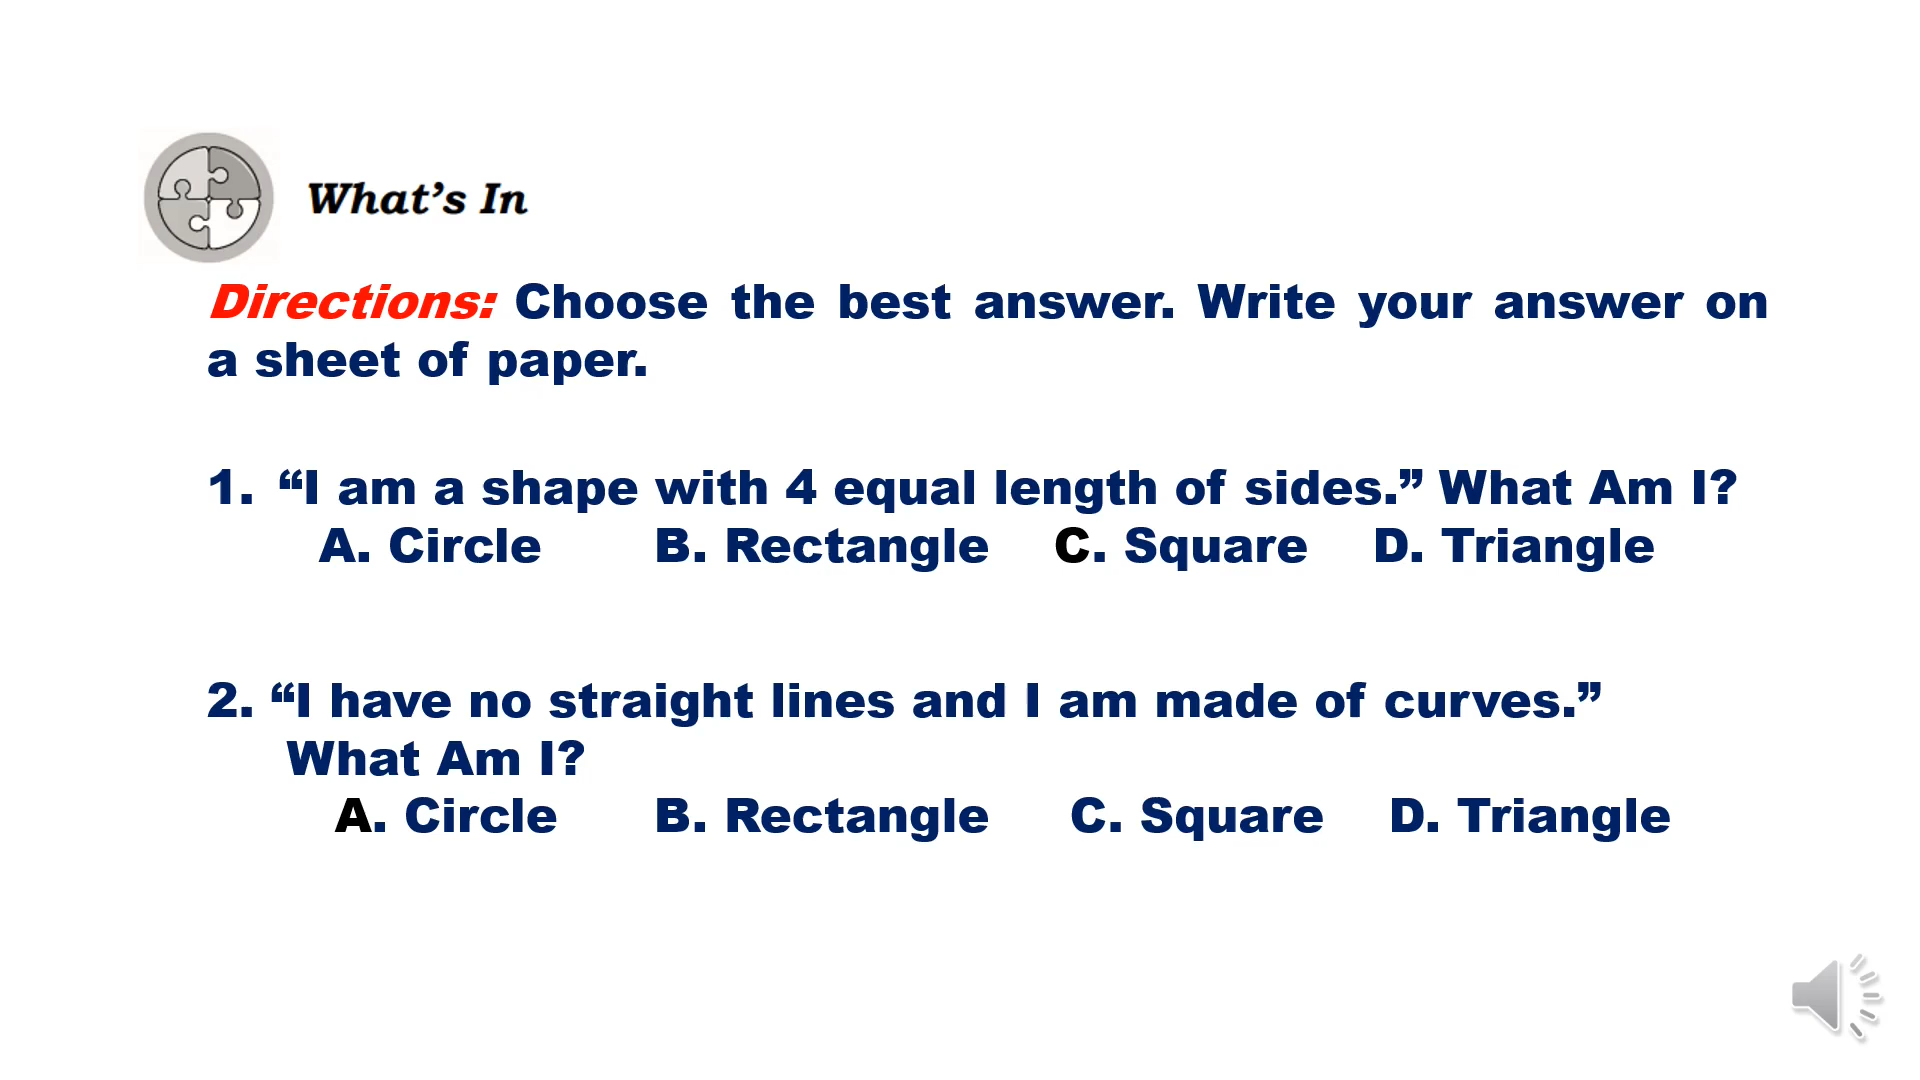 What's In
Directions: Choose the best answer. Write your answer on
a sheet of paper.
1. “I am a shape with 4 equal length of sides.” What Am I?
A. Circle B. Rectangle C. Square D. Triangle
2. “I have no straight lines and I am made of curves.”
What Am I?
A. Circle B. Rectangle C. Square D. Triangle